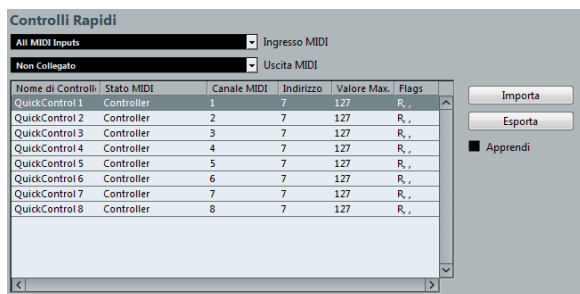 Controlli Rapidi
All MIDI Inputs Ingresso MIDI
Non Collegato Uscita MIDI
Nome di Controll Stato MIDI Canale MIDI Indirizzo Valore Max. Flags
QuickControl 1 Controller 1 7 127 R, ,
QuickControl 2 Controller 2 7 127 R, ,
QuickControl 3 Controller 3 7 127 R, ,
QuickControl 4 Controller 4 7 127 R, ,
QuickControl 5 Controller 5 7 127 R, ,
QuickControl 6 Controller 6 7 127 R, ,
QuickControl 7 Controller 7 7 127 R, ,
QuickControl 8 Controller 8 7 127 R, ,
Importa
Esporta
Apprendi